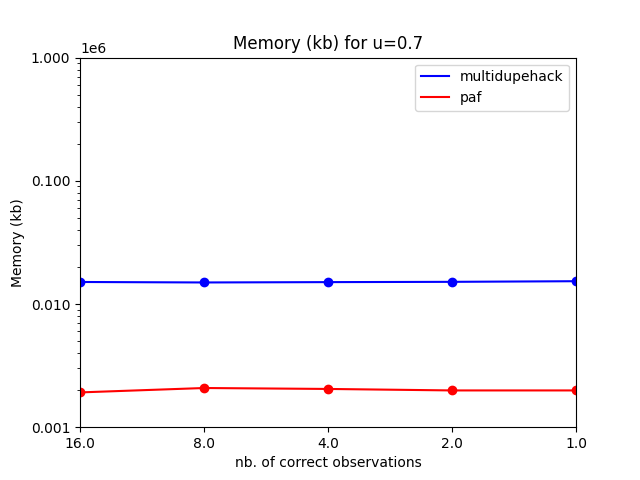 Memory (kb) for u=0.7
1e6
1.000
0.100
0.010
0.001
Memory (kb)
multidupehack
paf
16.0 8.0 4.0 2.0 1.0
nb. of correct observations